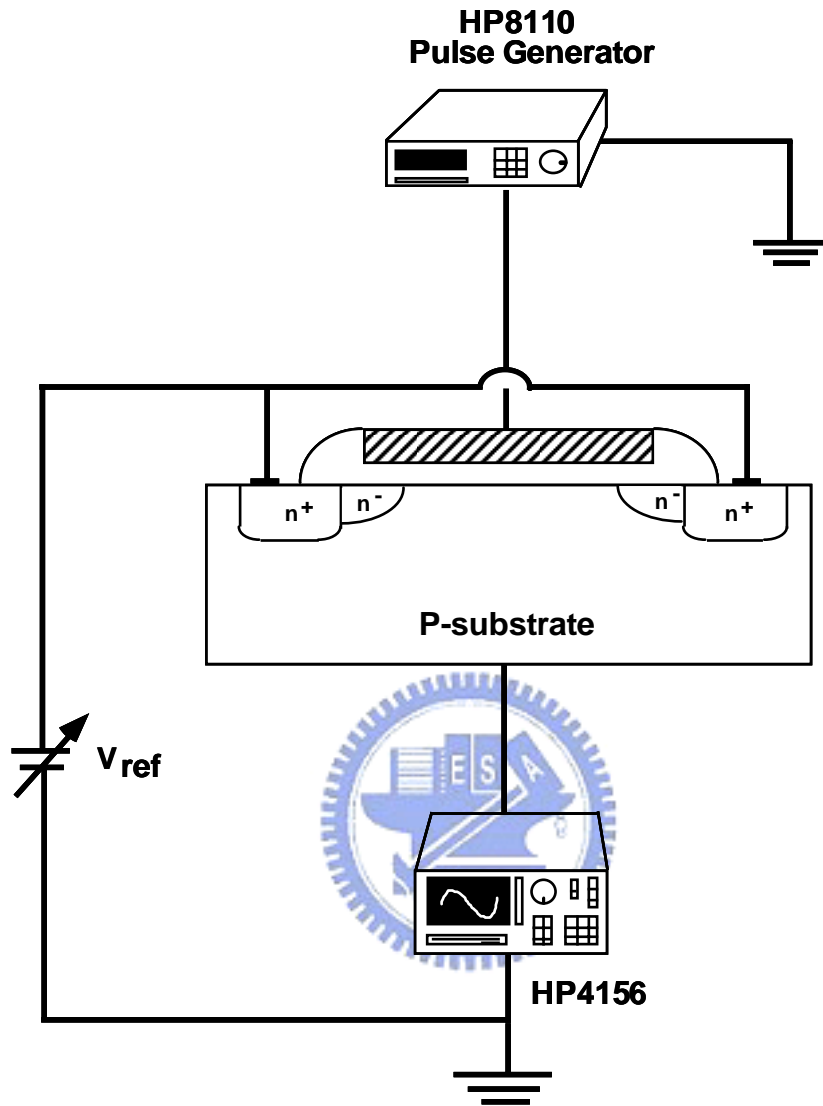 HP8110
Pulse Generator
n+ n- n- n+
P-substrate
Vref
E S A
HP4156